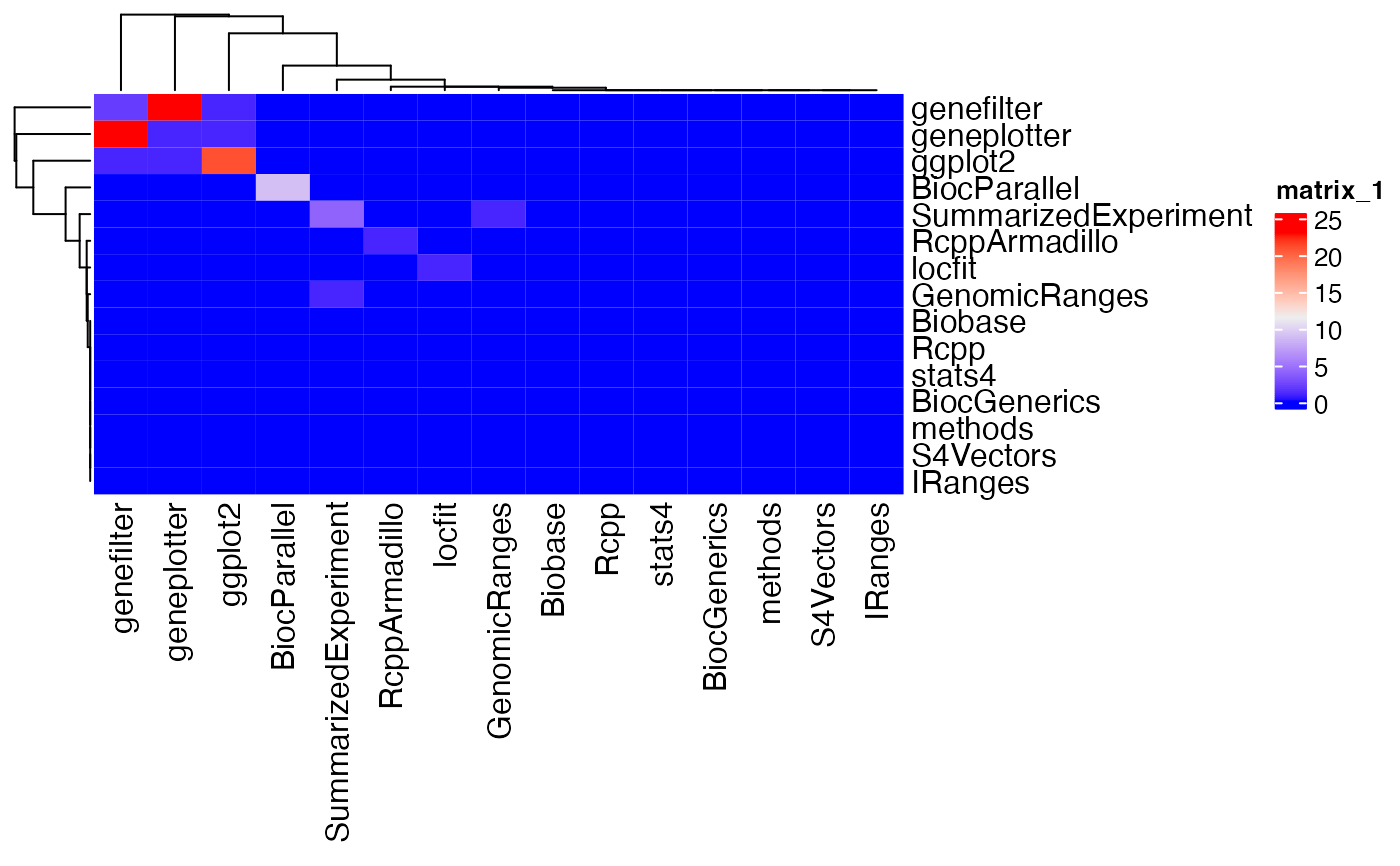 genefilter
geneplotter
ggplot2
BiocParallel
SummarizedExperiment
RcppArmadillo
locfit
GenomicRanges
Biobase
Rcpp
stats4
BiocGenerics
methods
S4Vectors
IRanges
matrix_1
25
20
15
10
5
0
genefilter
geneplotter
ggplot2
BiocParallel
SummarizedExperiment
RcppArmadillo
locfit
GenomicRanges
Biobase
Rcpp
stats4
BiocGenerics
methods
S4Vectors
IRanges